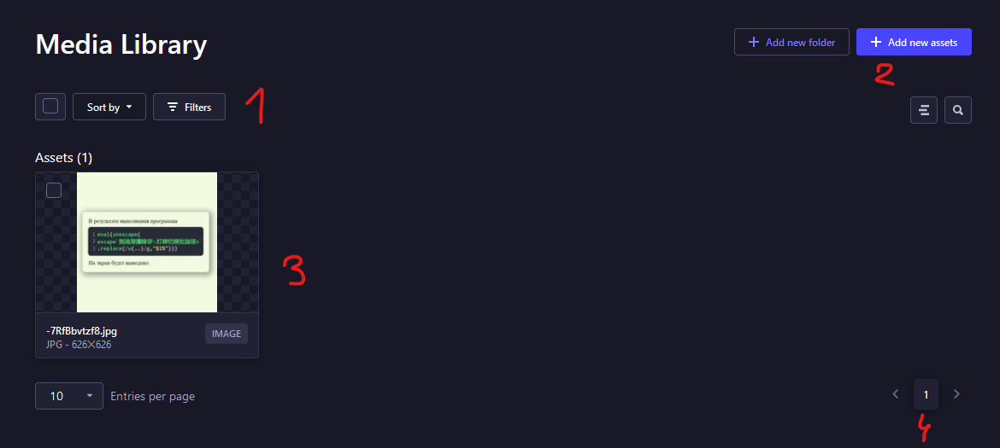 Media Library
Add new folder
Add new assets
2
Sort by
Filters
1
Assets (1)
В результате выполнения программы
1 eval(unescape(
2 escape`
3 .replace(/u(..)/g,"$1%")))
На экран будет выведено:
3
-7RfBbvtzf8.jpg
IMAGE
JPG - 626✕626
10
Entries per page
1
4